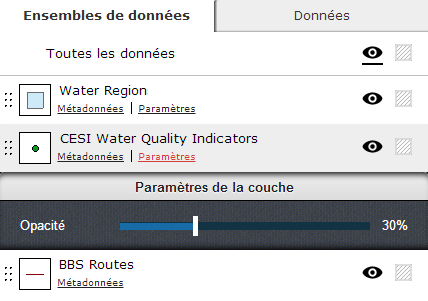 Ensembles de données Données
Toutes les données
Water Region
Métadonnées | Paramètres
CESI Water Quality Indicators
Métadonnées | Paramètres
Paramètres de la couche
Opacité 30%
BBS Routes
Métadonnées